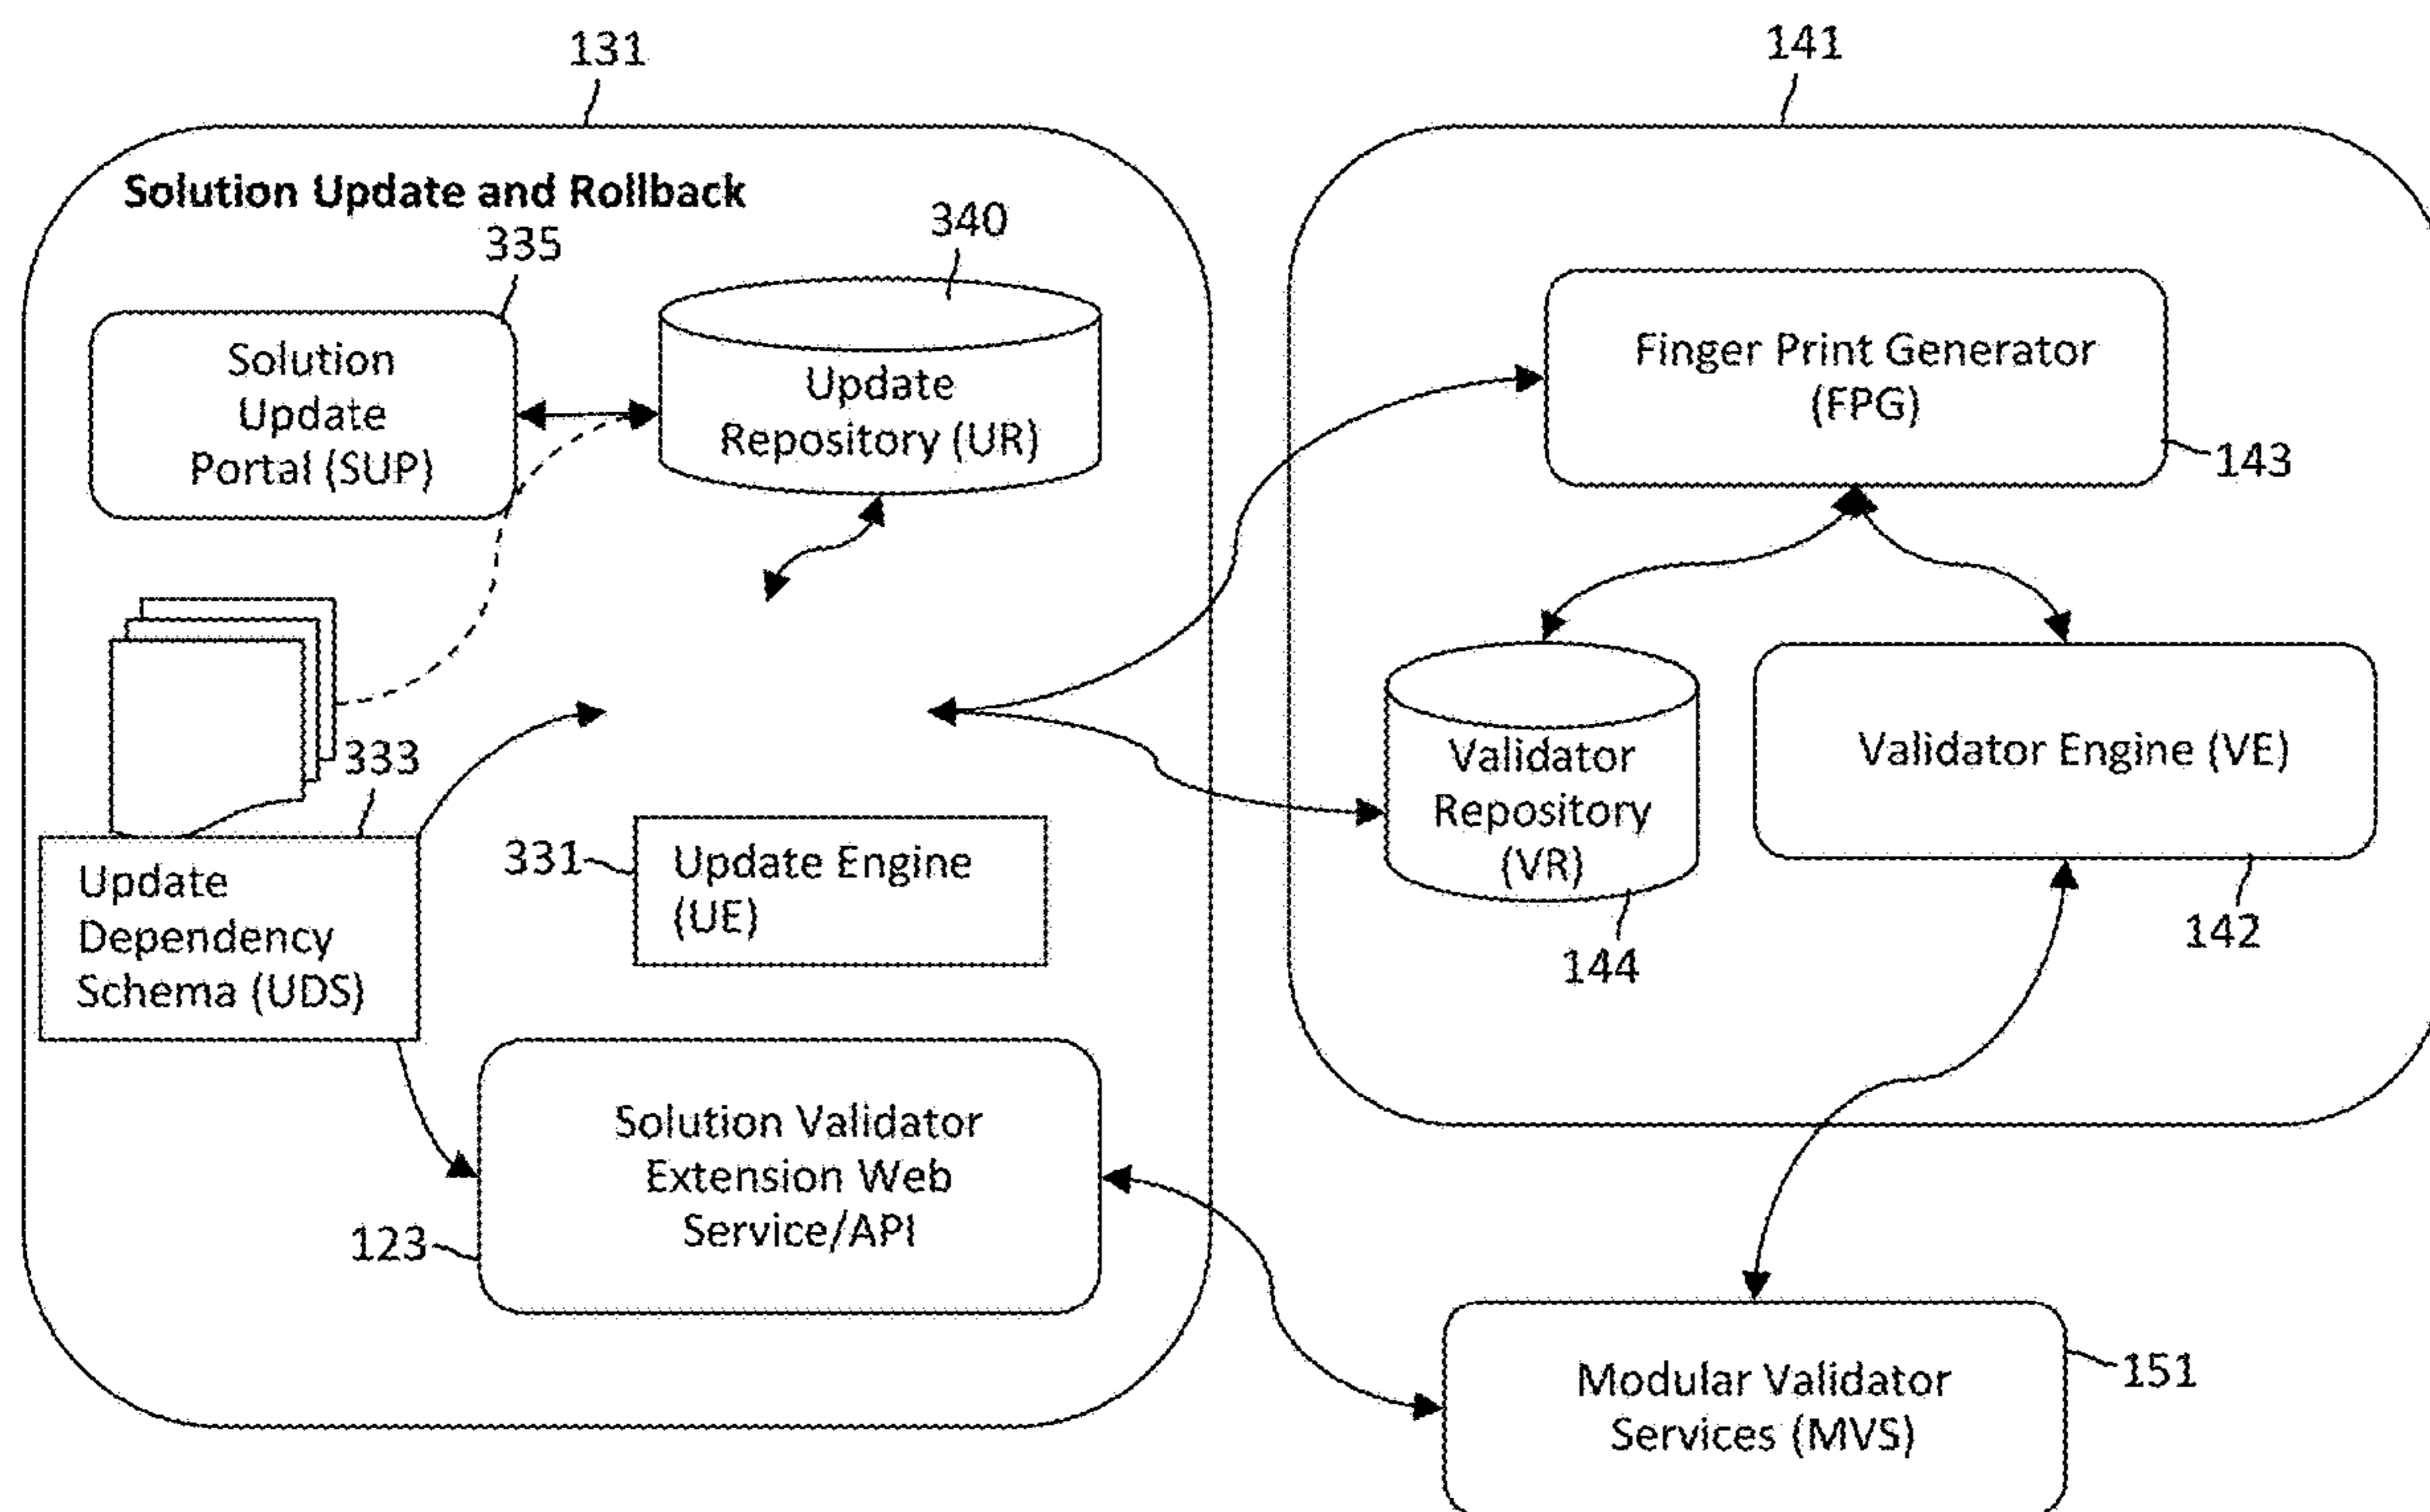 131
141
Solution Update and Rollback
335
340
Solution
Update
Portal (SUP)
Update
Repository (UR)
Finger Print Generator
(FPG)
143
333
Validator
Repository
(VR)
Validator Engine (VE)
Update
Dependency
Schema (UDS)
331
Update Engine
(UE)
144
142
Solution Validator
Extension Web
Service/API
123
Modular Validator
Services (MVS)
151